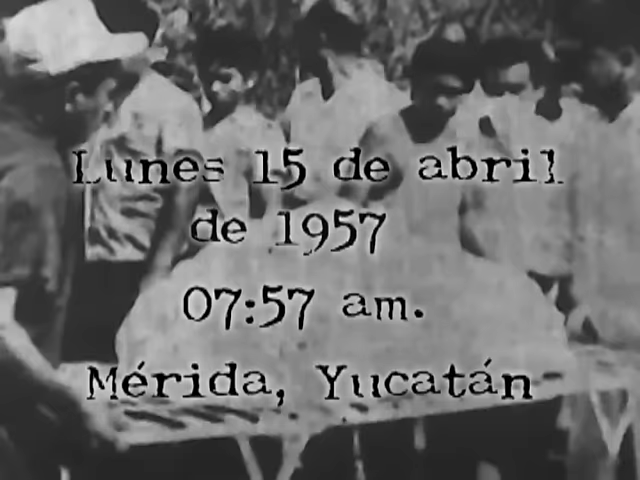 Lunes 15 de abril
de 1957
07:57 am.
Mérida, Yucatán